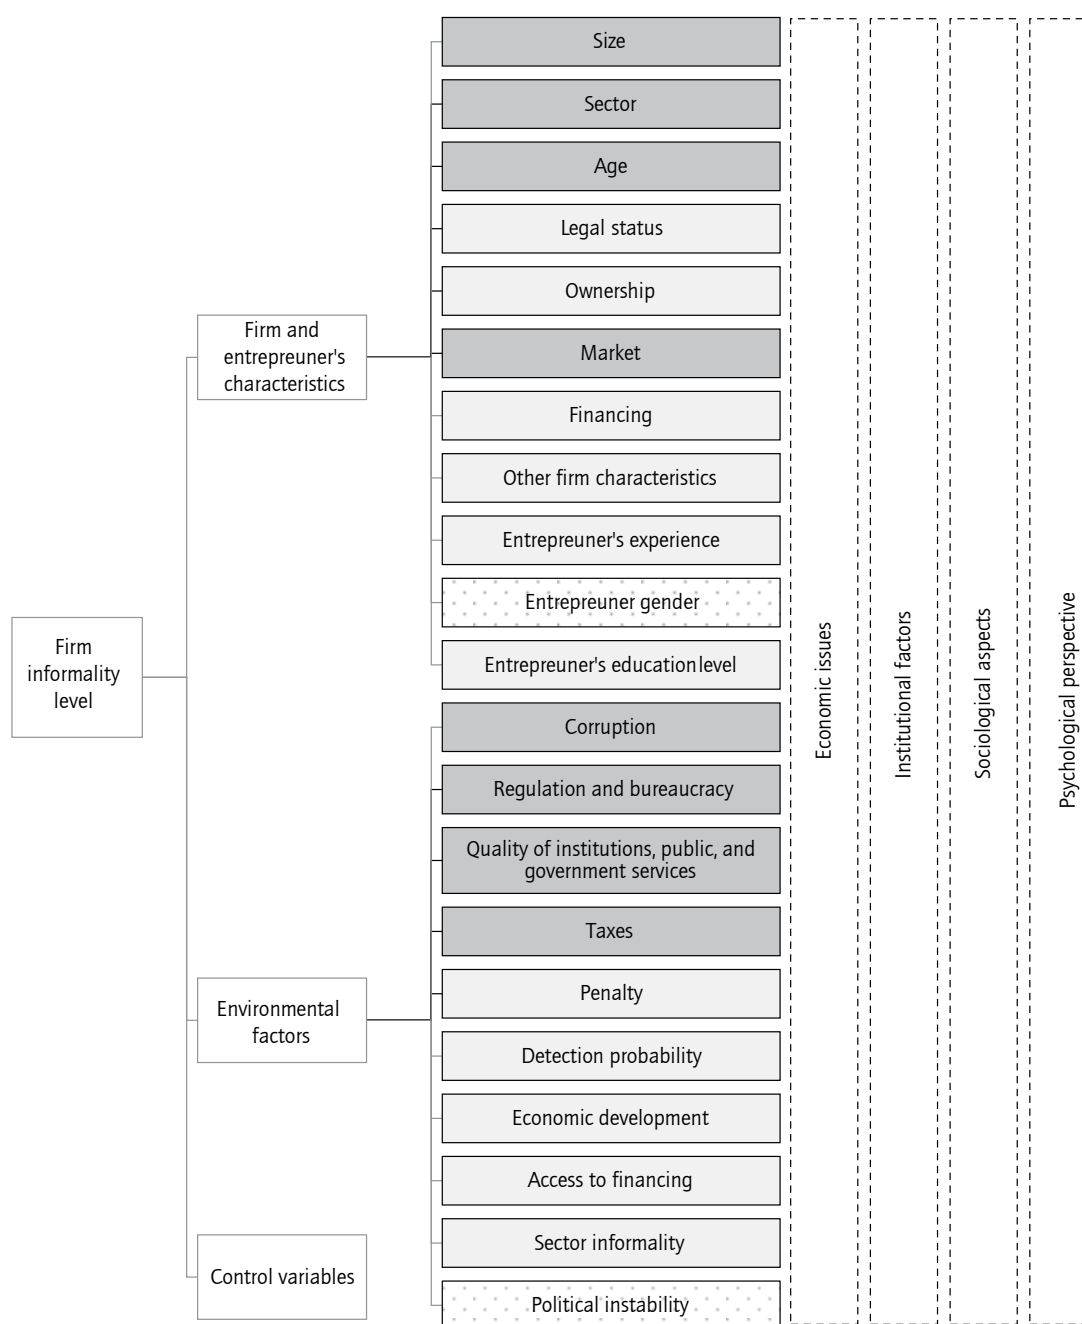 Size
Sector
Age
Legal status
Ownership
Firm and
entrepreuner's
characteristics
Market
Financing
Other firm characteristics
Entrepreuner's experience
Entrepreuner gender
Entrepreuner's education level
Firm
informality
level
Corruption
Regulation and bureaucracy
Quality of institutions, public, and
government services
Taxes
Penalty
Environmental
factors
Detection probability
Economic development
Access to financing
Sector informality
Control variables
Political instability
Economic issues
Institutional factors
Sociological aspects
Psychological perspective